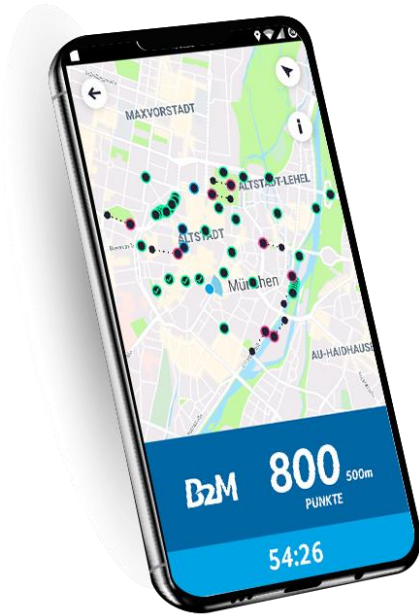 MAXVORSTADT
i
ALTSTADT-LEHEL
ALTSTADT
München
AU-HAIDHAUSE
B2M
800 500m
PUNKTE
54:26